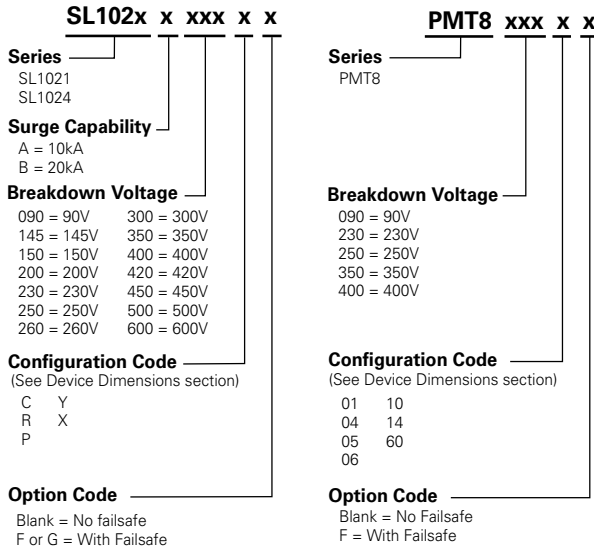 SL102x x xxx x x
Series
SL1021
SL1024
Surge Capability
A = 10kA
B = 20kA
Breakdown Voltage
090 = 90V 300 = 300V
145 = 145V 350 = 350V
150 = 150V 400 = 400V
200 = 200V 420 = 420V
230 = 230V 450 = 450V
250 = 250V 500 = 500V
260 = 260V 600 = 600V
Configuration Code
(See Device Dimensions section)
C Y
R X
P
Option Code
Blank = No failsafe
F or G = With Failsafe
PMT8 xxx x x
Series
PMT8
Breakdown Voltage
090 = 90V
230 = 230V
250 = 250V
350 = 350V
400 = 400V
Configuration Code
(See Device Dimensions section)
01 10
04 14
05 60
06
Option Code
Blank = No Failsafe
F = With Failsafe